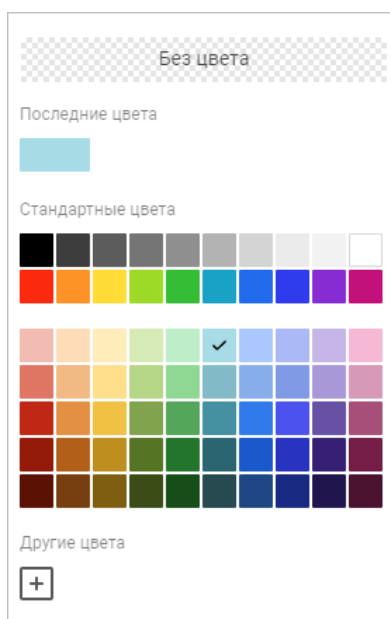 Без цвета
Последние цвета
Стандартные цвета
Другие цвета